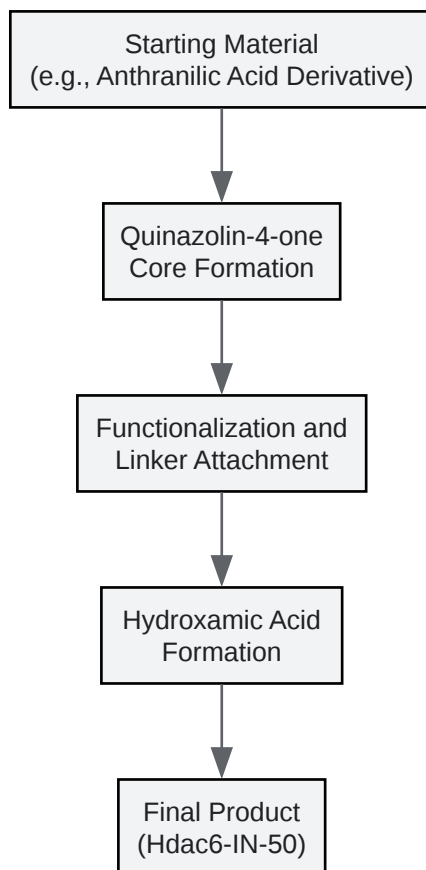 Starting Material
(e.g., Anthranilic Acid Derivative)
Quinazolin-4-one
Core Formation
Functionalization and
Linker Attachment
Hydroxamic Acid
Formation
Final Product
(Hdac6-IN-50)